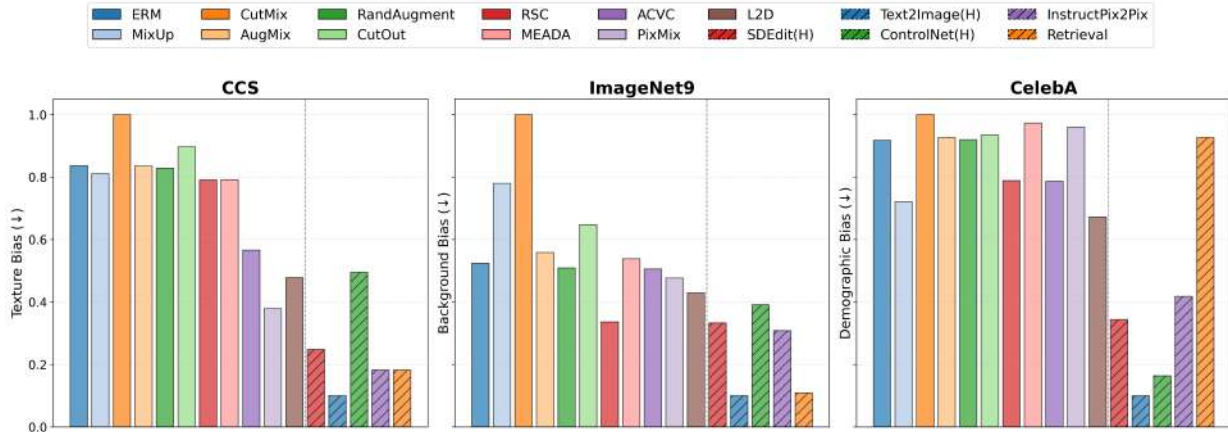 ERM CutMix RandAugment RSC ACVC L2D Text2Image(H) InstructPix2Pix
MixUp AugMix CutOut MEADA PixMix SDEdit(H) ControlNet(H) Retrieval
CCS ImageNet9 CelebA
Texture Bias (↓)
1.0
0.8
0.6
0.4
0.2
0.0
Background Bias (↓)
Demographic Bias (↓)